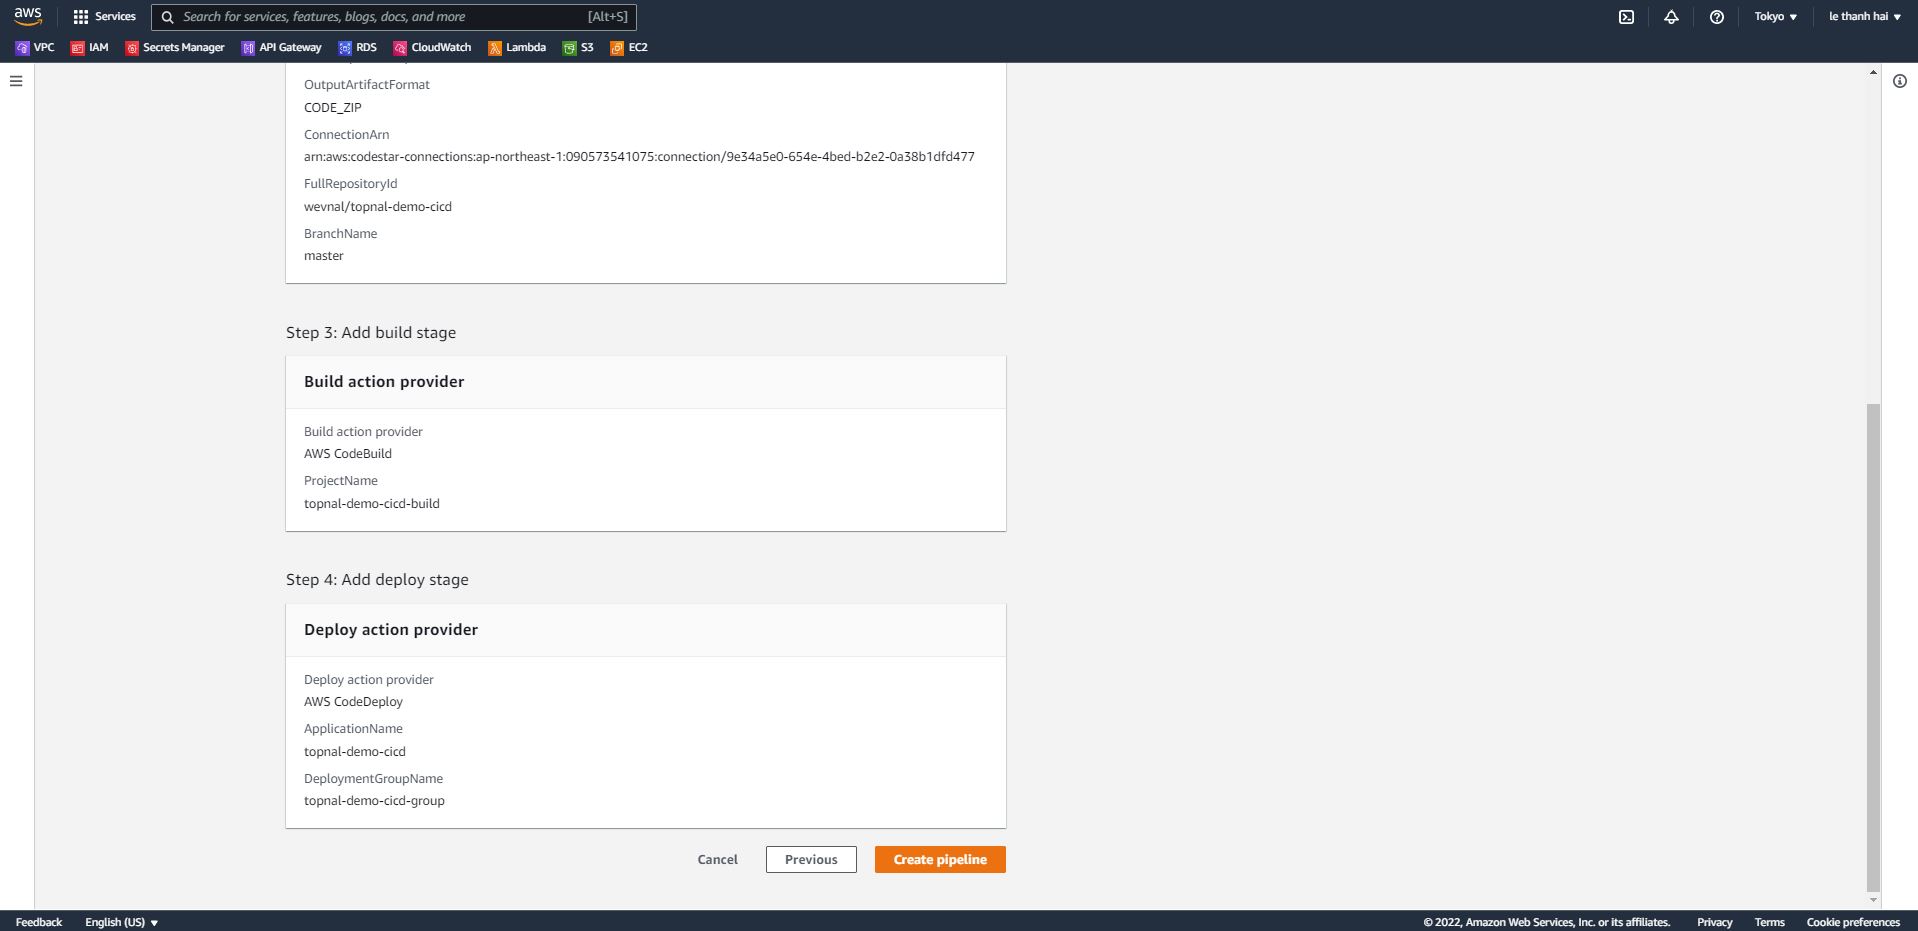 aws
Services
Search for services, features, blogs, docs, and more
[Alt+S]
Tokyo
le thanh hai
VPC
IAM
Secrets Manager
API Gateway
RDS
CloudWatch
Lambda
S3
EC2
OutputArtifactFormat
CODE_ZIP
ConnectionArn
arn:aws:codestar-connections:ap-northeast-1:090573541075:connection/9e34a5e0-654e-4bed-b2e2-0a38b1dfd477
FullRepositoryId
wevnal/topnal-demo-cicd
BranchName
master
Step 3: Add build stage
Build action provider
Build action provider
AWS CodeBuild
ProjectName
topnal-demo-cicd-build
Step 4: Add deploy stage
Deploy action provider
Deploy action provider
AWS CodeDeploy
ApplicationName
topnal-demo-cicd
DeploymentGroupName
topnal-demo-cicd-group
Cancel
Previous
Create pipeline
Feedback
English (US)
© 2022, Amazon Web Services, Inc. or its affiliates.
Privacy
Terms
Cookie preferences